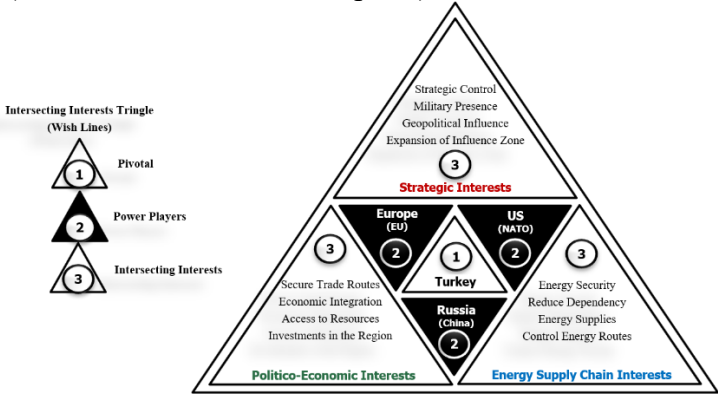 Intersecting Interests Tringle
(Wish Lines)
1
Pivotal
2
Power Players
3
Intersecting Interests
Strategic Control
Military Presence
Geopolitical Influence
Expansion of Influence Zone
3
Strategic Interests
Europe
(EU)
2
US
(NATO)
2
1
Turkey
Russia
(China)
2
3
Secure Trade Routes
Economic Integration
Access to Resources
Investments in the Region
Politico-Economic Interests
3
Energy Security
Reduce Dependency
Energy Supplies
Control Energy Routes
Energy Supply Chain Interests